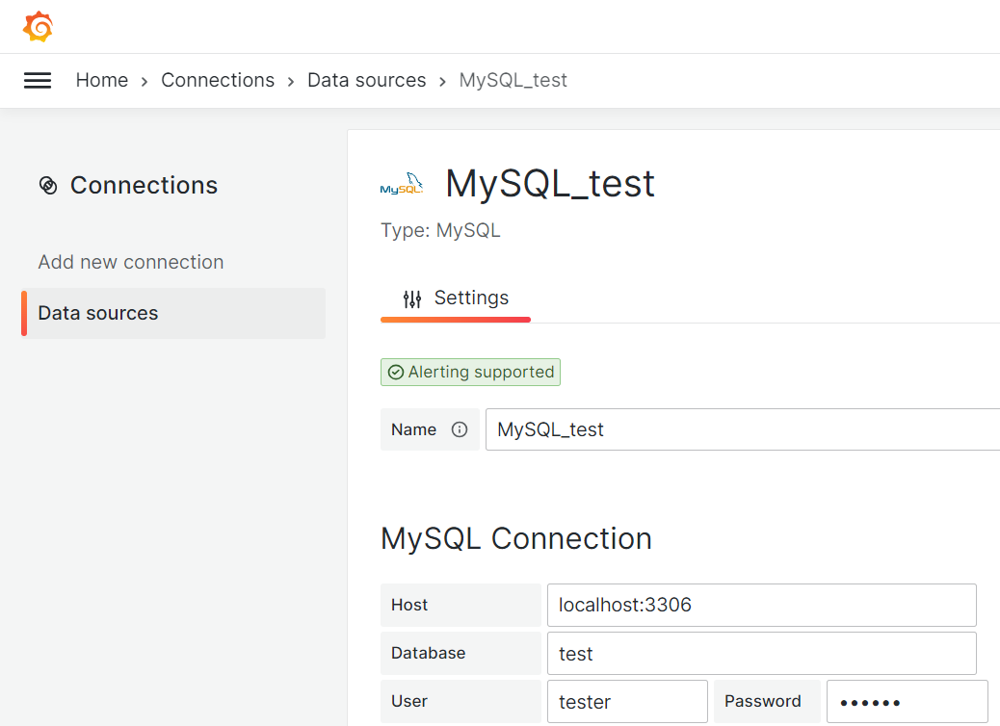 Home › Connections › Data sources › MySQL_test
Connections
Add new connection
Data sources
MySQL
MySQL_test
Type: MySQL
Settings
Alerting supported
Name MySQL_test
MySQL Connection
Host localhost:3306
Database test
User tester Password ••••••